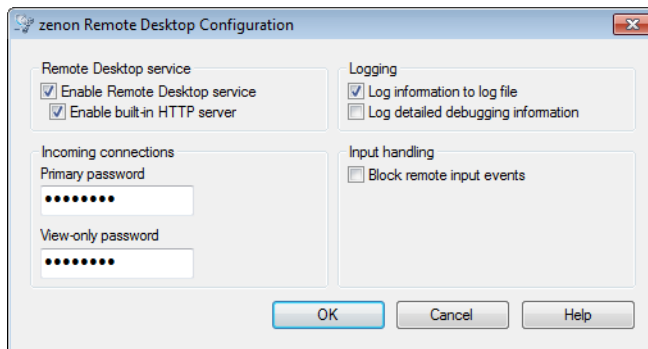 zenon Remote Desktop Configuration
Remote Desktop service
Enable Remote Desktop service
Enable built-in HTTP server
Logging
Log information to log file
Log detailed debugging information
Incoming connections
Primary password
●●●●●●●●
View-only password
●●●●●●●●
Input handling
Block remote input events
OK
Cancel
Help